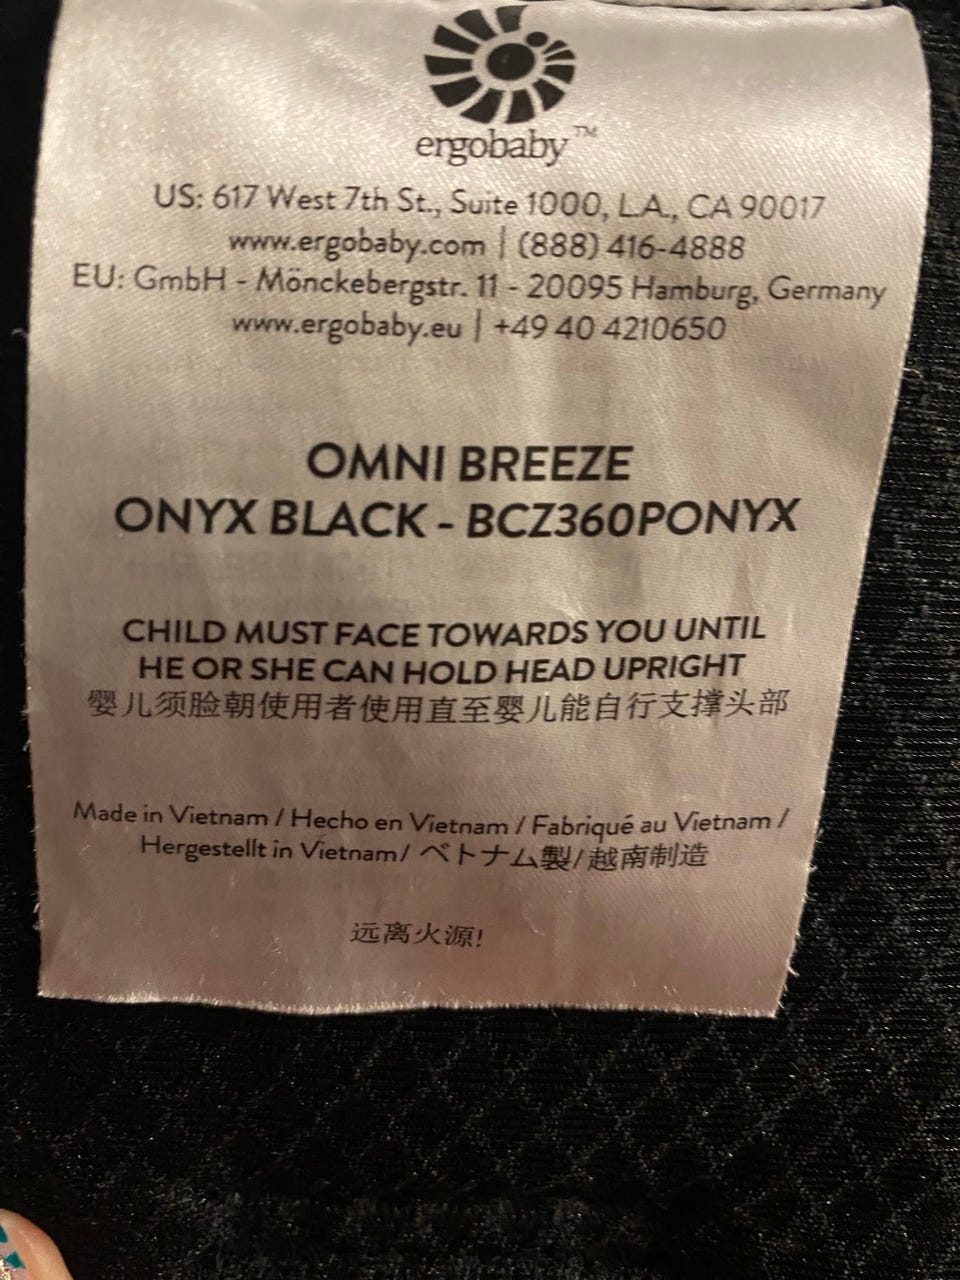 ergobaby™
US: 617 West 7th St., Suite 1000, L.A., CA 90017
www.ergobaby.com | (888) 416-4888
EU: GmbH - Mönckebergstr. 11 - 20095 Hamburg, Germany
www.ergobaby.eu | +49 40 4210650
OMNI BREEZE
ONYX BLACK - BCZ360PONYX
CHILD MUST FACE TOWARDS YOU UNTIL
HE OR SHE CAN HOLD HEAD UPRIGHT
婴儿须脸朝使用者使用直至婴儿能自行支撑头部
Made in Vietnam / Hecho en Vietnam / Fabriqué au Vietnam /
Hergestellt in Vietnam/ ベトナム製/越南制造
远离火源!